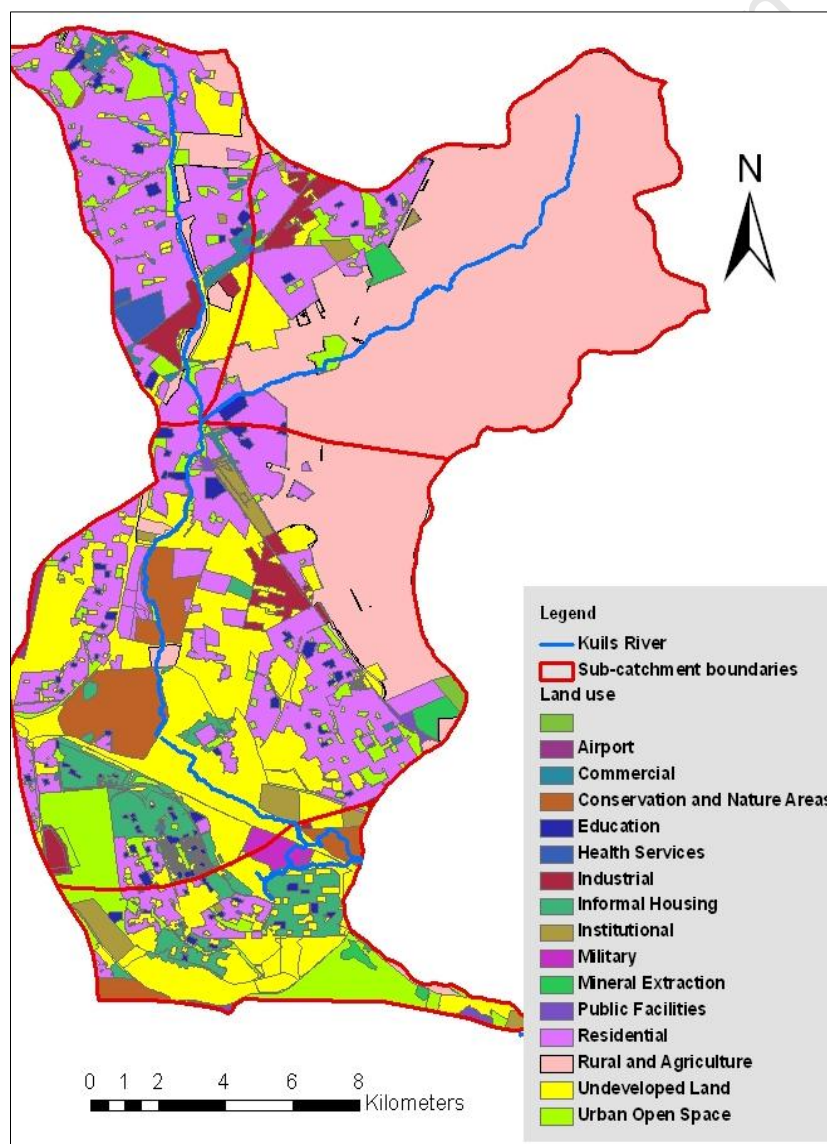 N
Legend
Kuils River
Sub-catchment boundaries
Land use
Airport
Commercial
Conservation and Nature Areas
Education
Health Services
Industrial
Informal Housing
Institutional
Military
Mineral Extraction
Public Facilities
Residential
Rural and Agriculture
Undeveloped Land
Urban Open Space
0 1 2 4 6 8
Kilometers